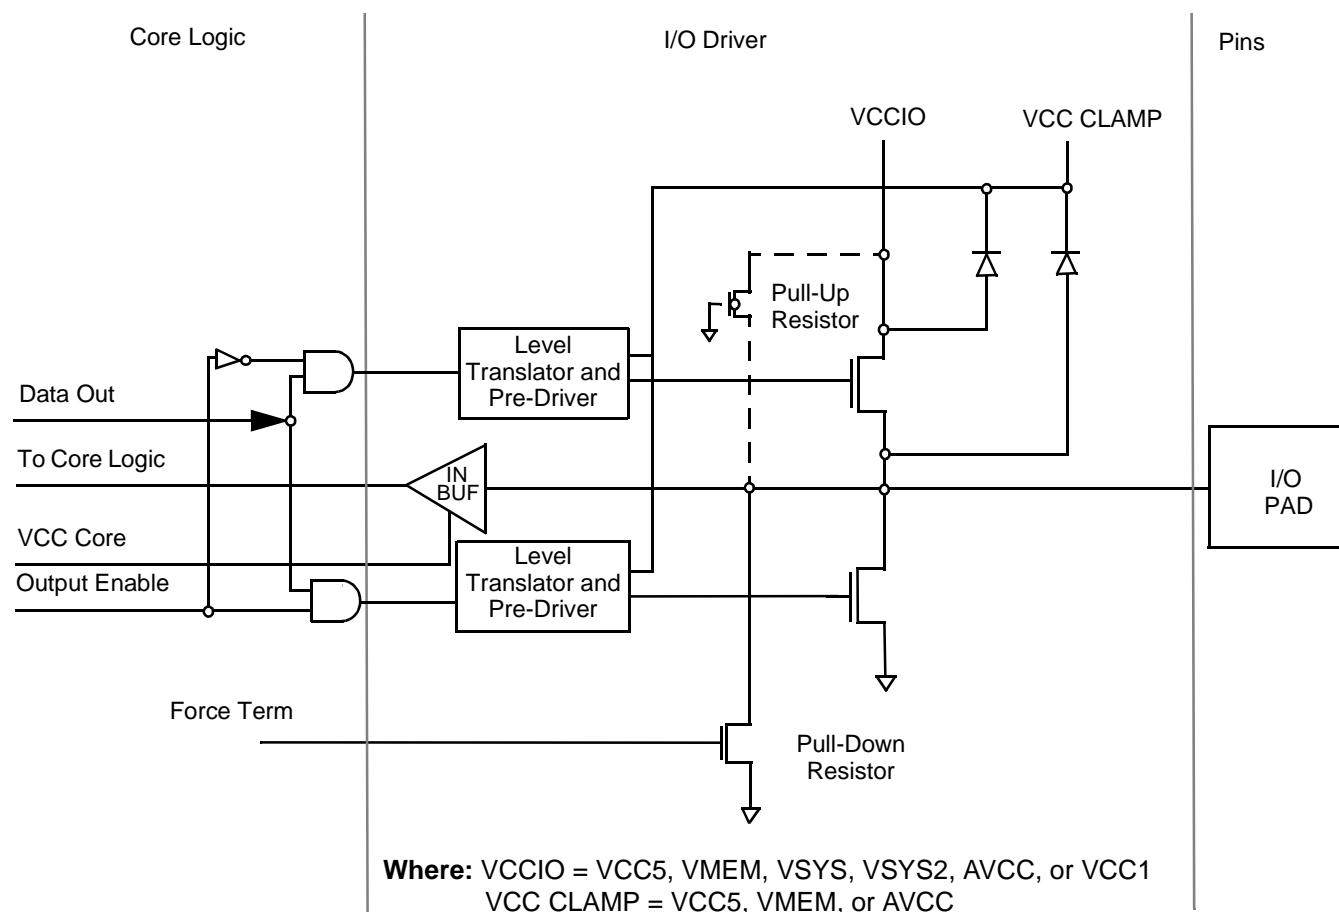 Core Logic
I/O Driver
Pins
VCCIO
VCC CLAMP
Pull-Up
Resistor
Level
Translator and
Pre-Driver
Data Out
To Core Logic
IN
BUF
I/O
PAD
VCC Core
Level
Translator and
Pre-Driver
Output Enable
Force Term
Pull-Down
Resistor
Where: VCCIO = VCC5, VMEM, VSYS, VSYS2, AVCC, or VCC1
VCC CLAMP = VCC5, VMEM, or AVCC